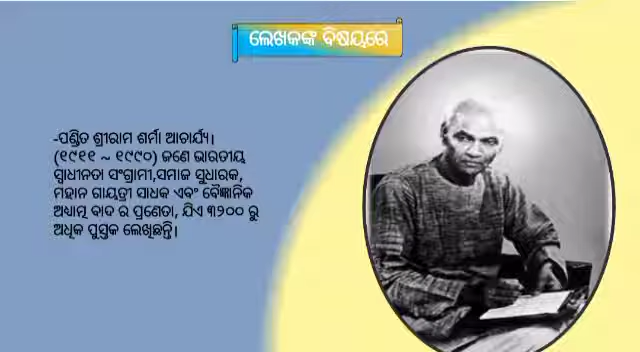 ଲେଖକଙ୍କ ବିଷୟରେ
-ପଣ୍ଡିତ ଶ୍ରୀରାମ ଶର୍ମା ଆଚାର୍ଯ୍ୟ।
(୧୯୧୧ ~ ୧୯୯୦) ଜଣେ ଭାରତୀୟ
ସ୍ବାଧୀନତା ସଂଗ୍ରାମୀ,ସମାଜ ସୁଧାରକ,
ମହାନ ଗାୟତ୍ରୀ ସାଧକ ଏବଂ ବୈଜ୍ଞାନିକ
ଅଧ୍ୟାତ୍ମ ବାଦ ର ପ୍ରଣେତା, ଯିଏ ୩୨୦୦ ରୁ
ଅଧିକ ପୁସ୍ତକ ଲେଖିଛନ୍ତି।